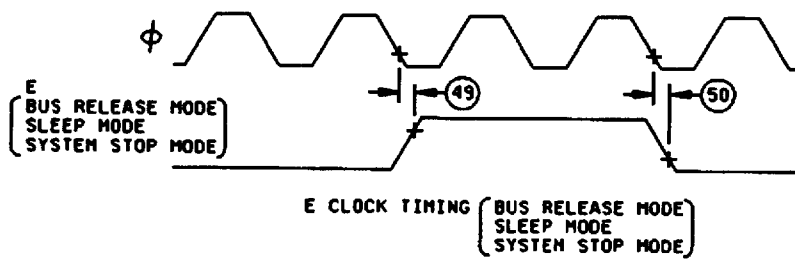 ϕ
49
50
E
BUS RELEASE MODE
SLEEP MODE
SYSTEM STOP MODE
E CLOCK TIMING (BUS RELEASE MODE)
SLEEP MODE
SYSTEM STOP MODE